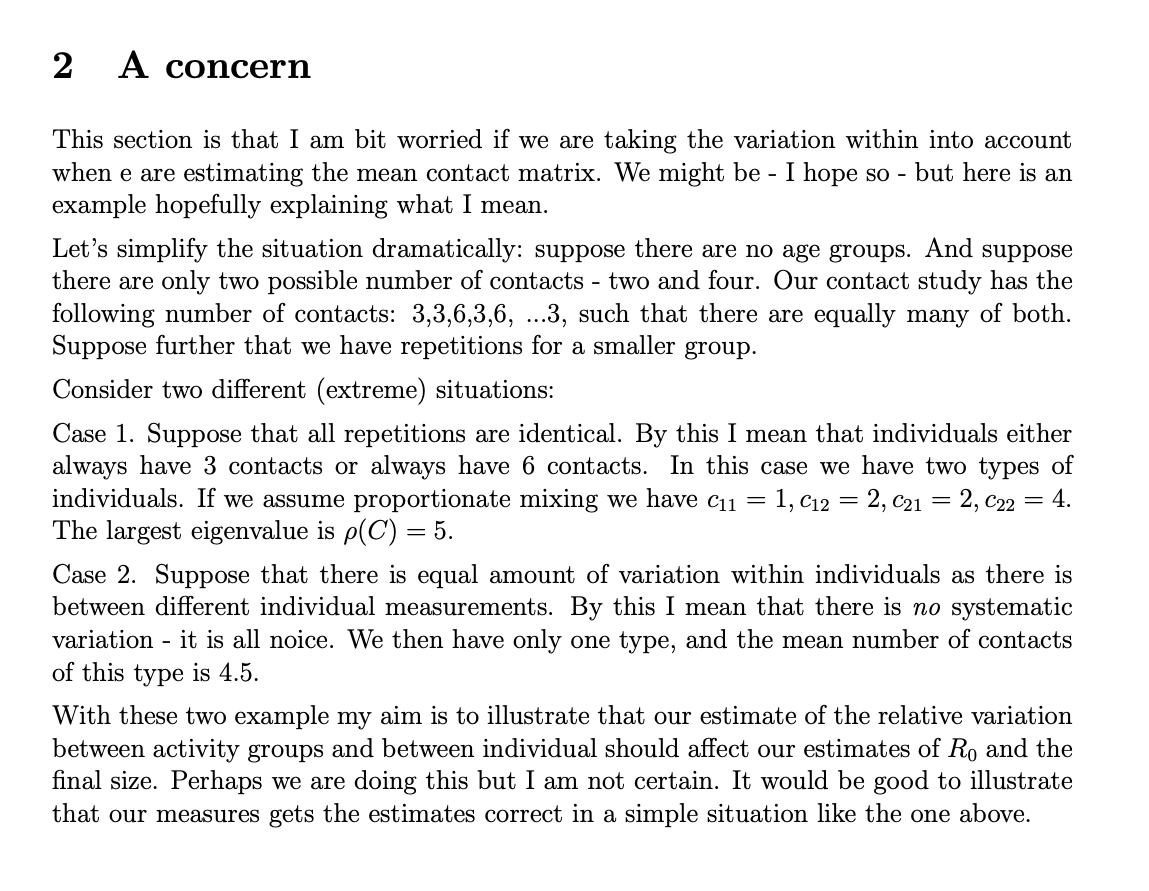 2 A concern
This section is that I am bit worried if we are taking the variation within into account
when e are estimating the mean contact matrix. We might be - I hope so - but here is an
example hopefully explaining what I mean.
Let's simplify the situation dramatically: suppose there are no age groups. And suppose
there are only two possible number of contacts - two and four. Our contact study has the
following number of contacts: 3,3,6,3,6, ...3, such that there are equally many of both.
Suppose further that we have repetitions for a smaller group.
Consider two different (extreme) situations:
Case 1. Suppose that all repetitions are identical. By this I mean that individuals either
always have 3 contacts or always have 6 contacts. In this case we have two types of
individuals. If we assume proportionate mixing we have c₁₁ = 1, c₁₂ = 2, c₂₁ = 2, c₂₂ = 4.
The largest eigenvalue is ρ(C) = 5.
Case 2. Suppose that there is equal amount of variation within individuals as there is
between different individual measurements. By this I mean that there is no systematic
variation - it is all noice. We then have only one type, and the mean number of contacts
of this type is 4.5.
With these two example my aim is to illustrate that our estimate of the relative variation
between activity groups and between individual should affect our estimates of R₀ and the
final size. Perhaps we are doing this but I am not certain. It would be good to illustrate
that our measures gets the estimates correct in a simple situation like the one above.